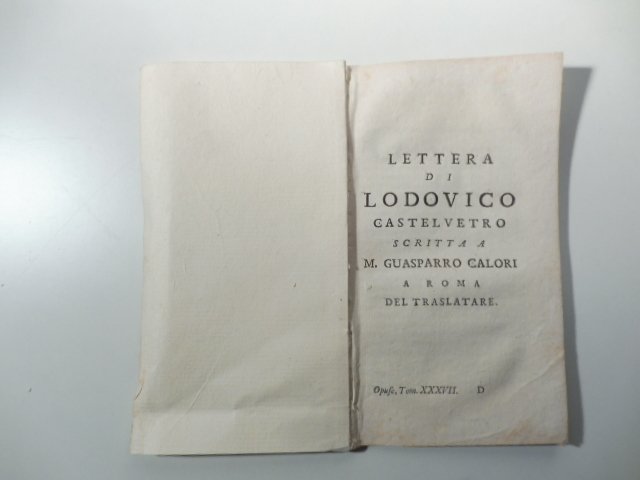 LETTERA
DI
LODOVICO
CASTELVETRO
SCRITTA A
M. GUASPARRO CALORI
A ROMA
DEL TRASLATARE.
Opusc. Tom. XXXVII. D